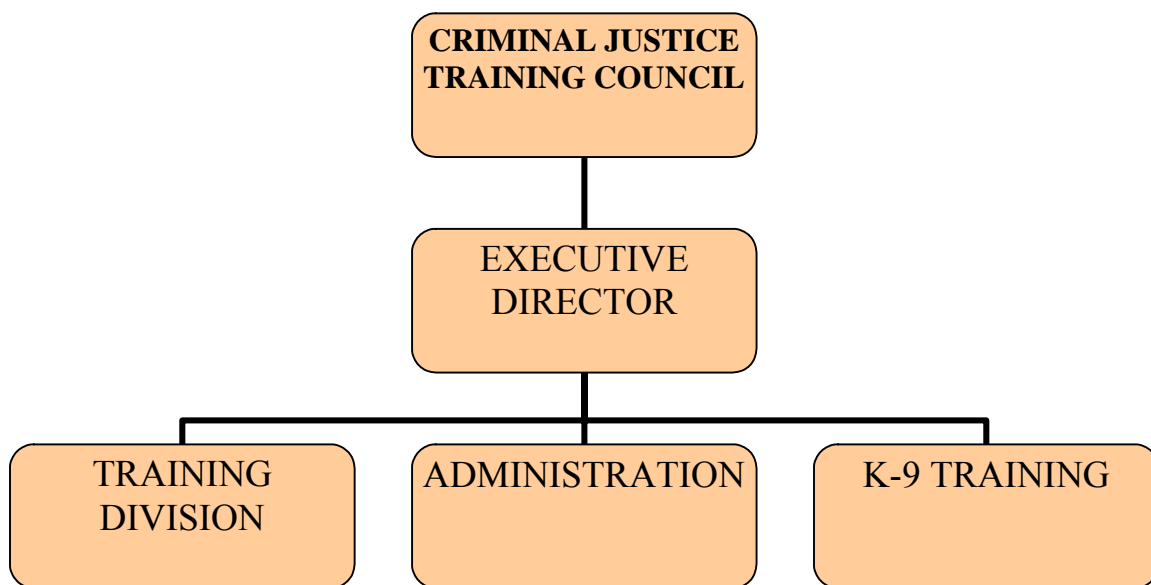 CRIMINAL JUSTICE
TRAINING COUNCIL
EXECUTIVE
DIRECTOR
TRAINING
DIVISION
ADMINISTRATION
K-9 TRAINING